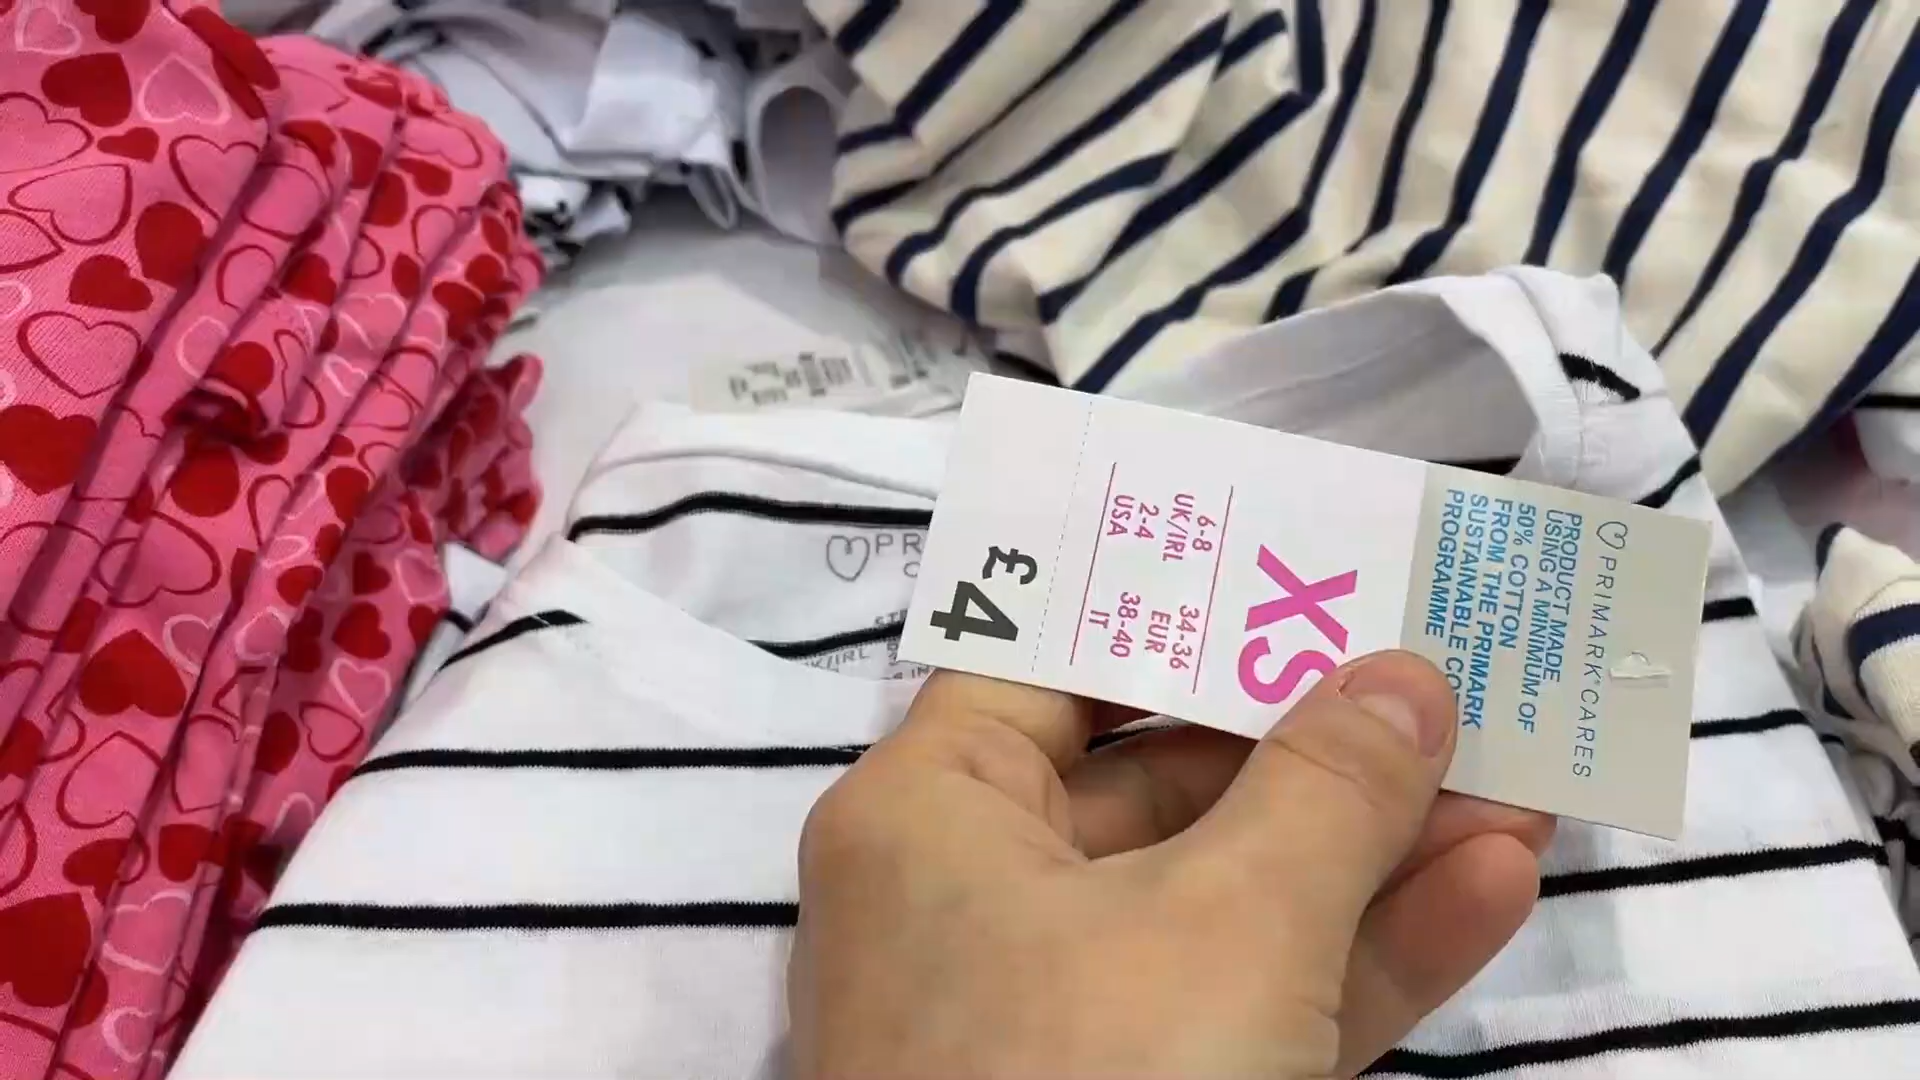 ♡ PRIMARK CARES
PRODUCT MADE
USING A MINIMUM OF
50% COTTON
FROM THE PRIMARK
SUSTAINABLE
PROGRAMME
XS
6-8
UK/IRL
34-36
EUR
2-4
USA
38-40
IT
£4